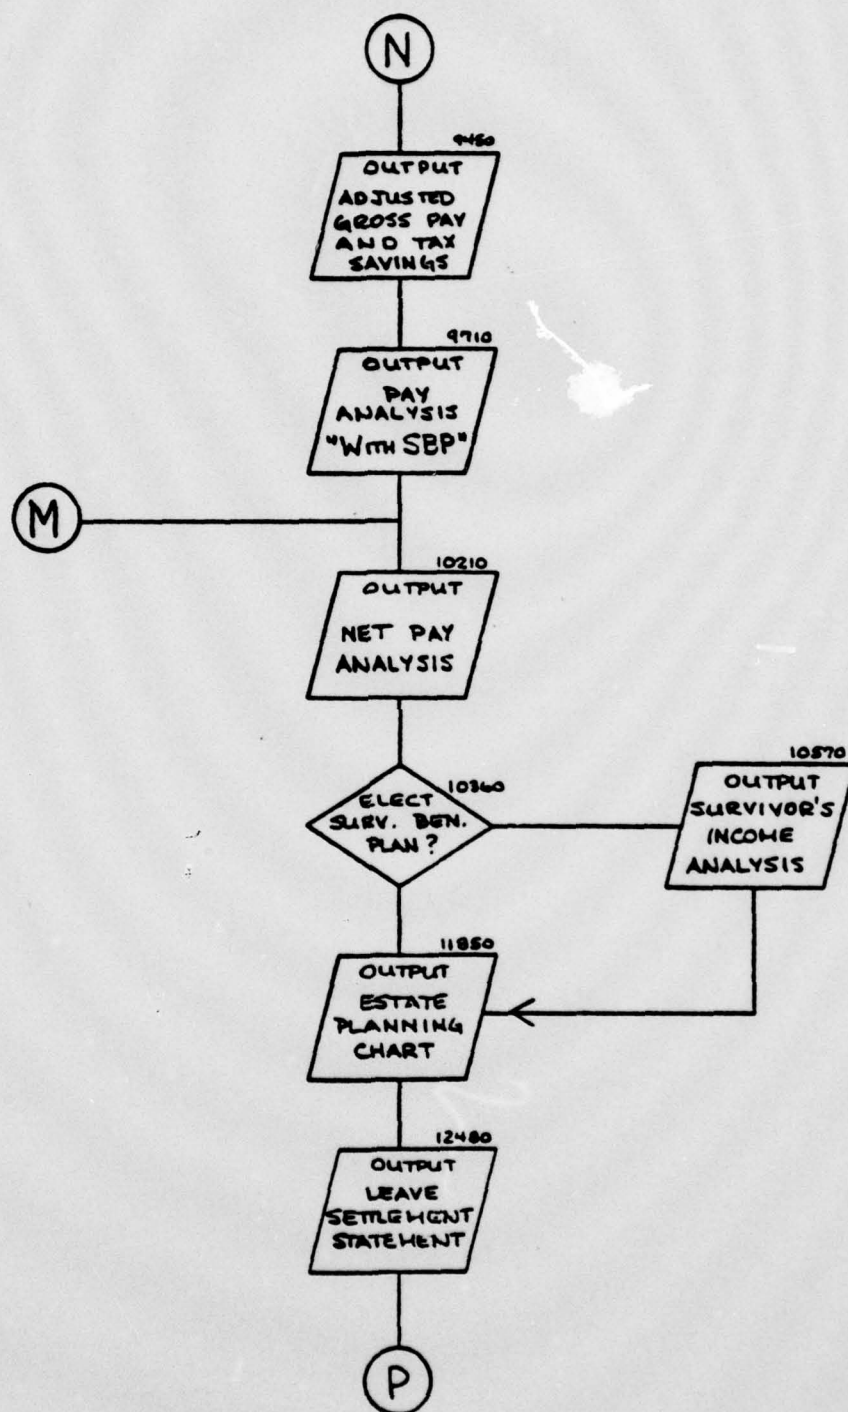 N
9450
OUTPUT
ADJUSTED
GROSS PAY
AND TAX
SAVINGS
9710
OUTPUT
PAY
ANALYSIS
"WITH SBP"
M
10210
OUTPUT
NET PAY
ANALYSIS
10360
ELECT
SURV. BEN.
PLAN?
10570
OUTPUT
SURVIVOR'S
INCOME
ANALYSIS
11850
OUTPUT
ESTATE
PLANNING
CHART
12480
OUTPUT
LEAVE
SETTLEMENT
STATEMENT
P